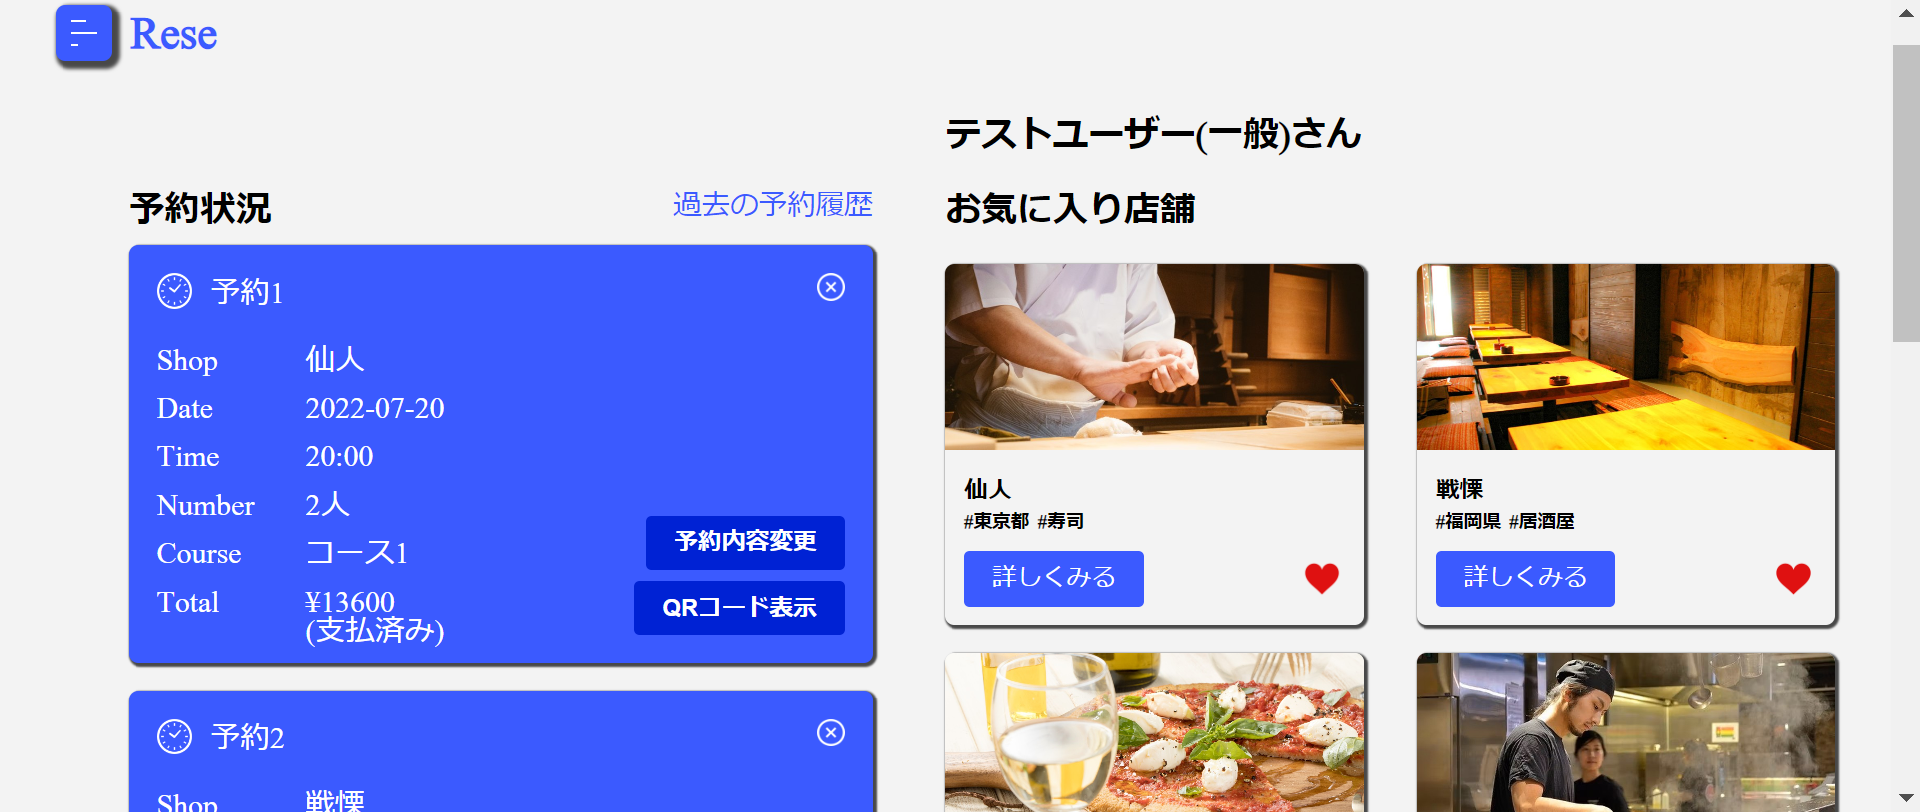 Rese
テストユーザー(一般)さん
予約状況
過去の予約履歴
予約1
Shop 仙人
Date 2022-07-20
Time 20:00
Number 2人
Course コース1
Total ¥13600
(支払済み)
予約内容変更
QRコード表示
予約2
Shop 戦慄
お気に入り店舗
仙人
#東京都 #寿司
詳しくみる
戦慄
#福岡県 #居酒屋
詳しくみる